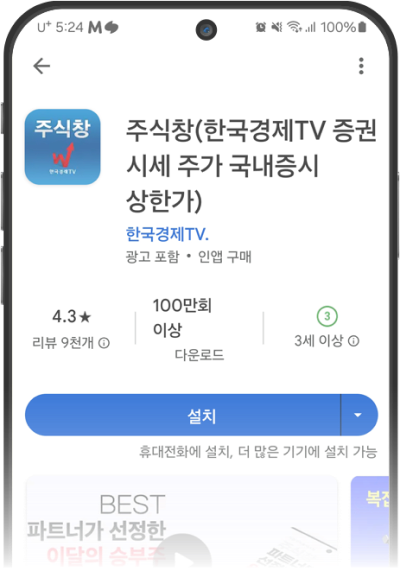 U⁺ 5:24 M 100%
주식창
한국경제TV
주식창(한국경제TV 증권
시세 주가 국내증시
상한가)
한국경제TV.
광고 포함 • 인앱 구매
4.3★
리뷰 9천개
100만회
이상
다운로드
3
3세 이상
설치
휴대전화에 설치, 더 많은 기기에 설치 가능
BEST
파트너가 선정한
이달의 승부주